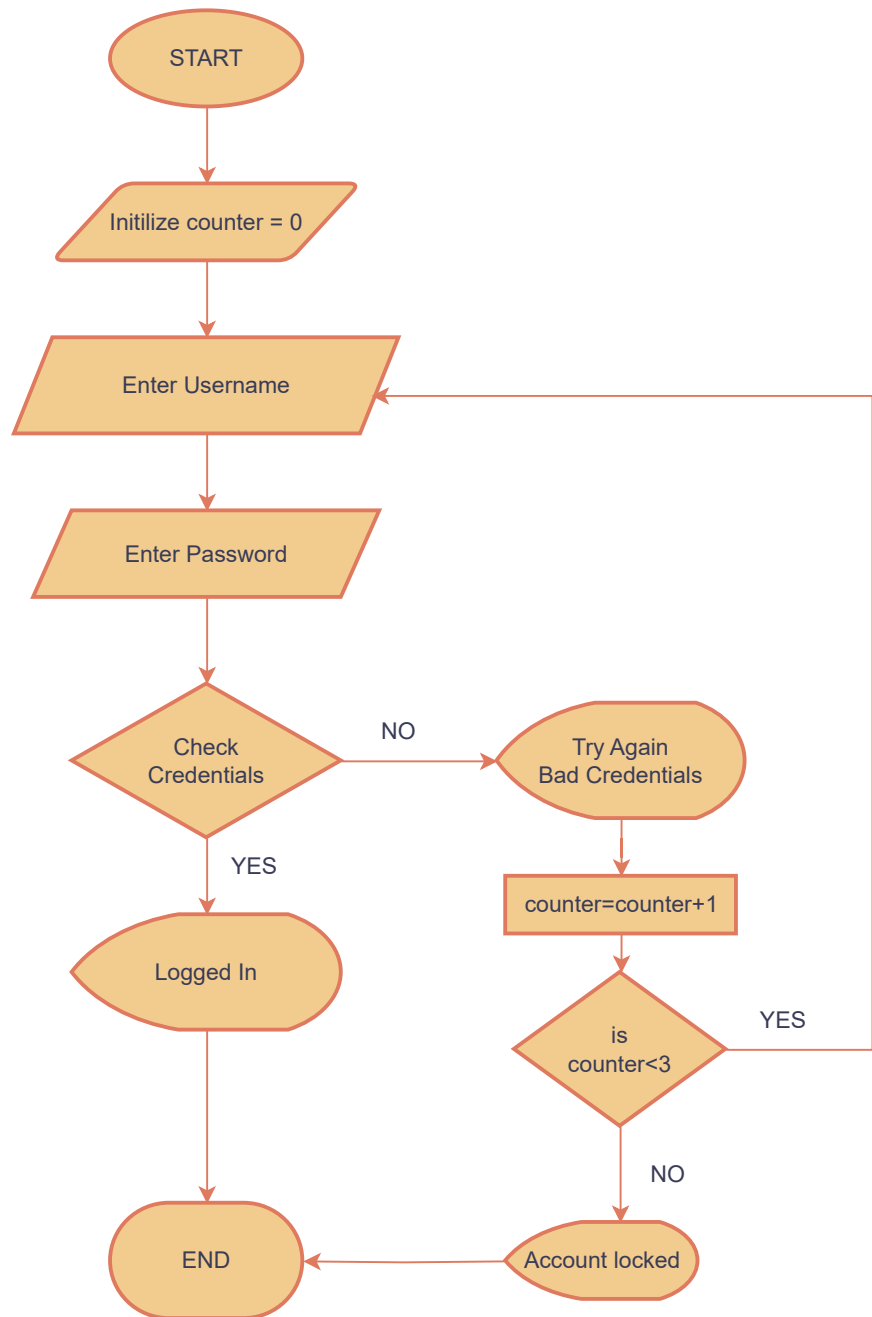 START
Initilize counter = 0
Enter Username
Enter Password
Check
Credentials
NO
Try Again
Bad Credentials
YES
counter=counter+1
Logged In
is
counter<3
YES
NO
Account locked
END